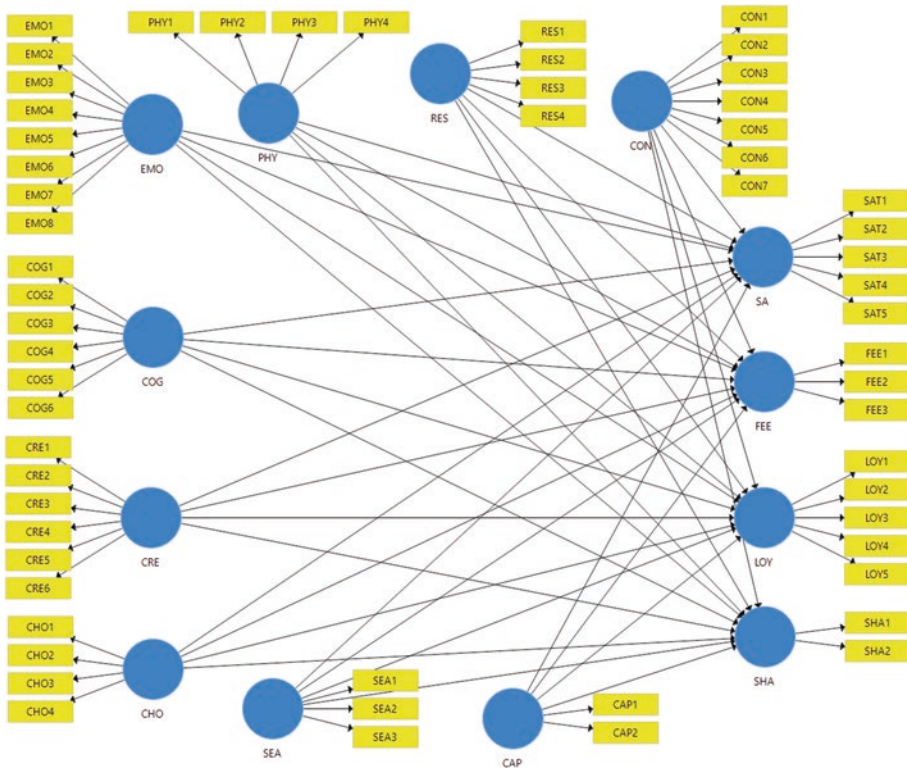 EMO1
EMO2
EMO3
EMO4
EMO5
EMO6
EMO7
EMO8
EMO
PHY1
PHY2
PHY3
PHY4
PHY
RES1
RES2
RES3
RES4
RES
CON1
CON2
CON3
CON4
CON5
CON6
CON7
CON
COG1
COG2
COG3
COG4
COG5
COG6
COG
SAT1
SAT2
SAT3
SAT4
SAT5
SA
FEE1
FEE2
FEE3
FEE
CRE1
CRE2
CRE3
CRE4
CRE5
CRE6
CRE
LOY1
LOY2
LOY3
LOY4
LOY5
LOY
CHO1
CHO2
CHO3
CHO4
CHO
SEA1
SEA2
SEA3
SEA
CAP1
CAP2
CAP
SHA1
SHA2
SHA